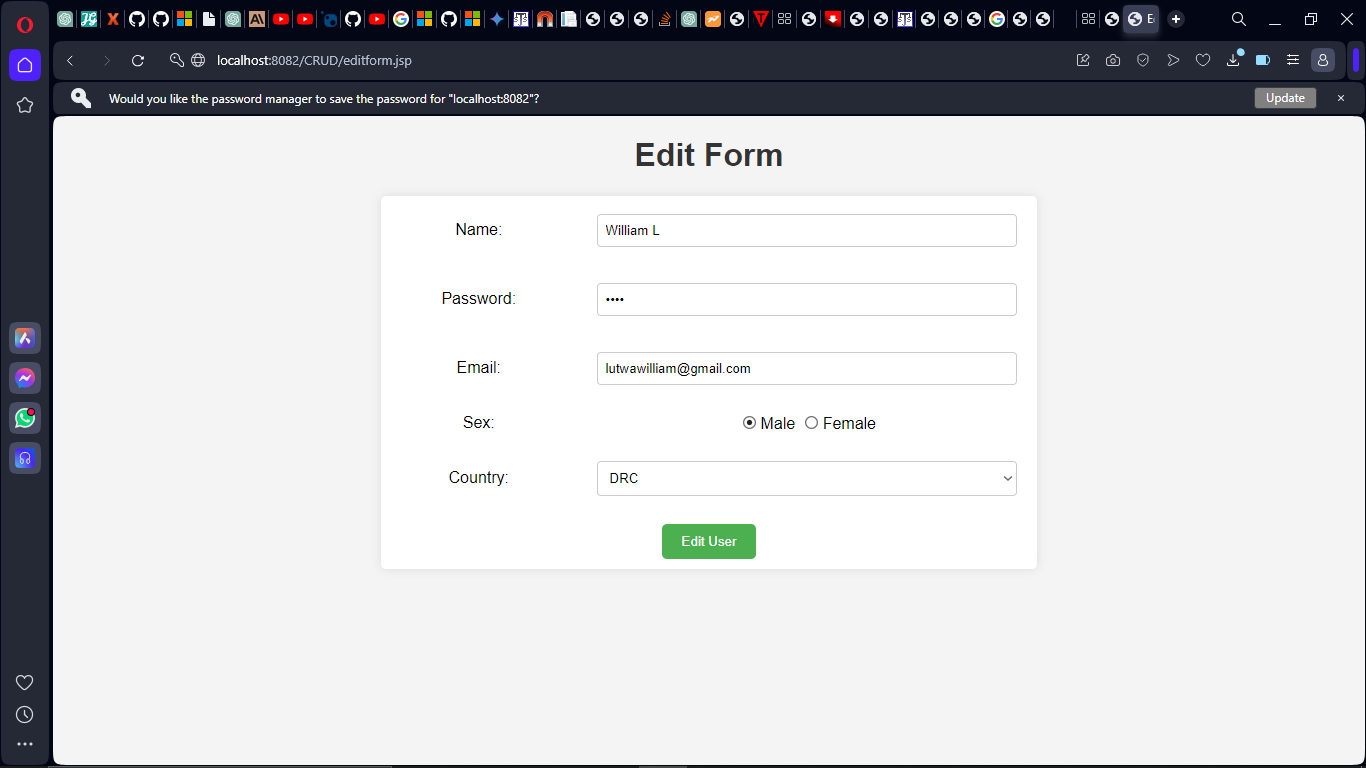 localhost:8082/CRUD/editform.jsp
Would you like the password manager to save the password for "localhost:8082"?
Update
Edit Form
Name:
William L
Password:
••••
Email:
lutwawilliam@gmail.com
Sex:
Male
Female
Country:
DRC
Edit User